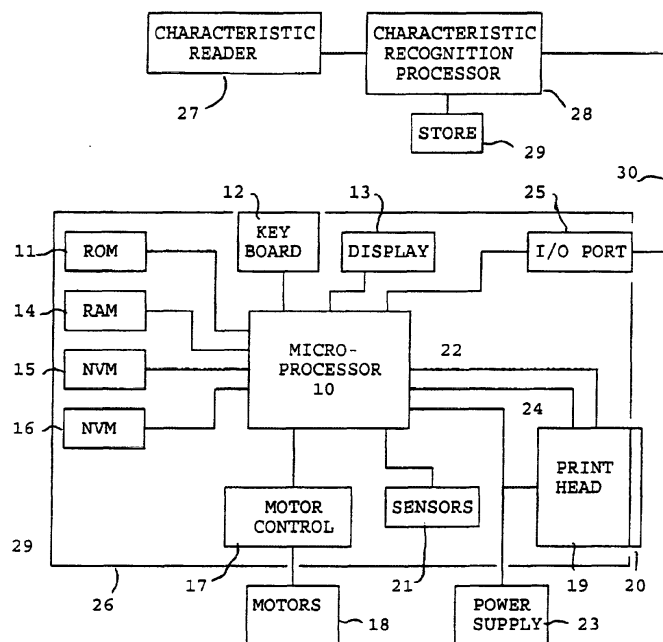 CHARACTERISTIC
READER
27
CHARACTERISTIC
RECOGNITION
PROCESSOR
28
STORE
29
30
12
13
25
KEY
BOARD
DISPLAY
I/O PORT
11
ROM
14
RAM
15
NVM
16
NVM
MICRO-
PROCESSOR
10
22
24
PRINT
HEAD
MOTOR
CONTROL
SENSORS
29
26
17
21
19
20
MOTORS
18
POWER
SUPPLY
23